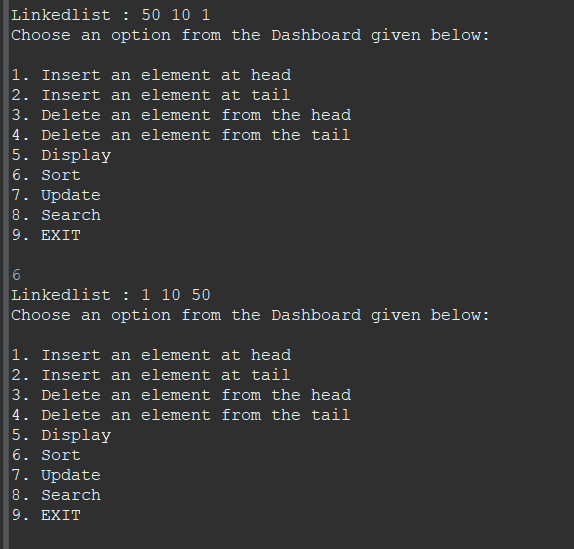 Linkedlist : 50 10 1
Choose an option from the Dashboard given below:
1. Insert an element at head
2. Insert an element at tail
3. Delete an element from the head
4. Delete an element from the tail
5. Display
6. Sort
7. Update
8. Search
9. EXIT
6
Linkedlist : 1 10 50
Choose an option from the Dashboard given below:
1. Insert an element at head
2. Insert an element at tail
3. Delete an element from the head
4. Delete an element from the tail
5. Display
6. Sort
7. Update
8. Search
9. EXIT